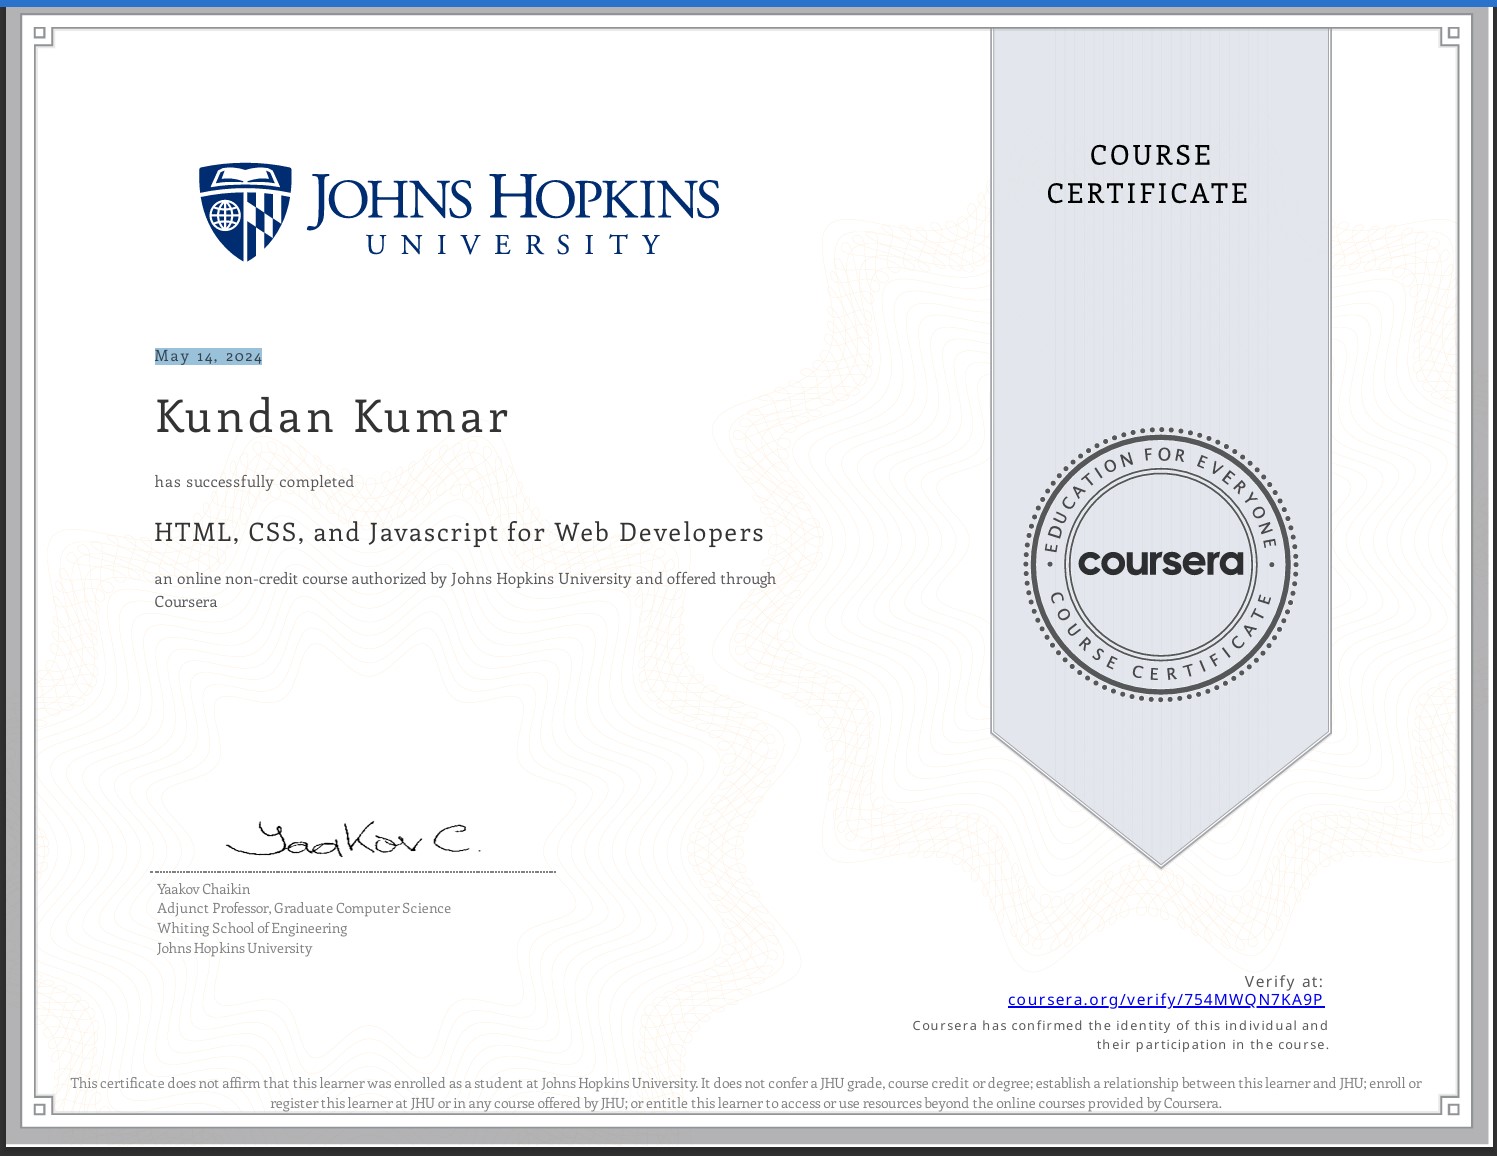 JOHNS HOPKINS
UNIVERSITY
COURSE
CERTIFICATE
May 14, 2024
Kundan Kumar
has successfully completed
HTML, CSS, and Javascript for Web Developers
an online non-credit course authorized by Johns Hopkins University and offered through
Coursera
EDUCATION FOR EVERYONE
coursera
COURSE CERTIFICATE
Yaakov C.
Yaakov Chaikin
Adjunct Professor, Graduate Computer Science
Whiting School of Engineering
Johns Hopkins University
Verify at:
coursera.org/verify/754MWQN7KA9P
Coursera has confirmed the identity of this individual and
their participation in the course.
This certificate does not affirm that this learner was enrolled as a student at Johns Hopkins University. It does not confer a JHU grade, course credit or degree; establish a relationship between this learner and JHU; enroll or
register this learner at JHU or in any course offered by JHU; or entitle this learner to access or use resources beyond the online courses provided by Coursera.